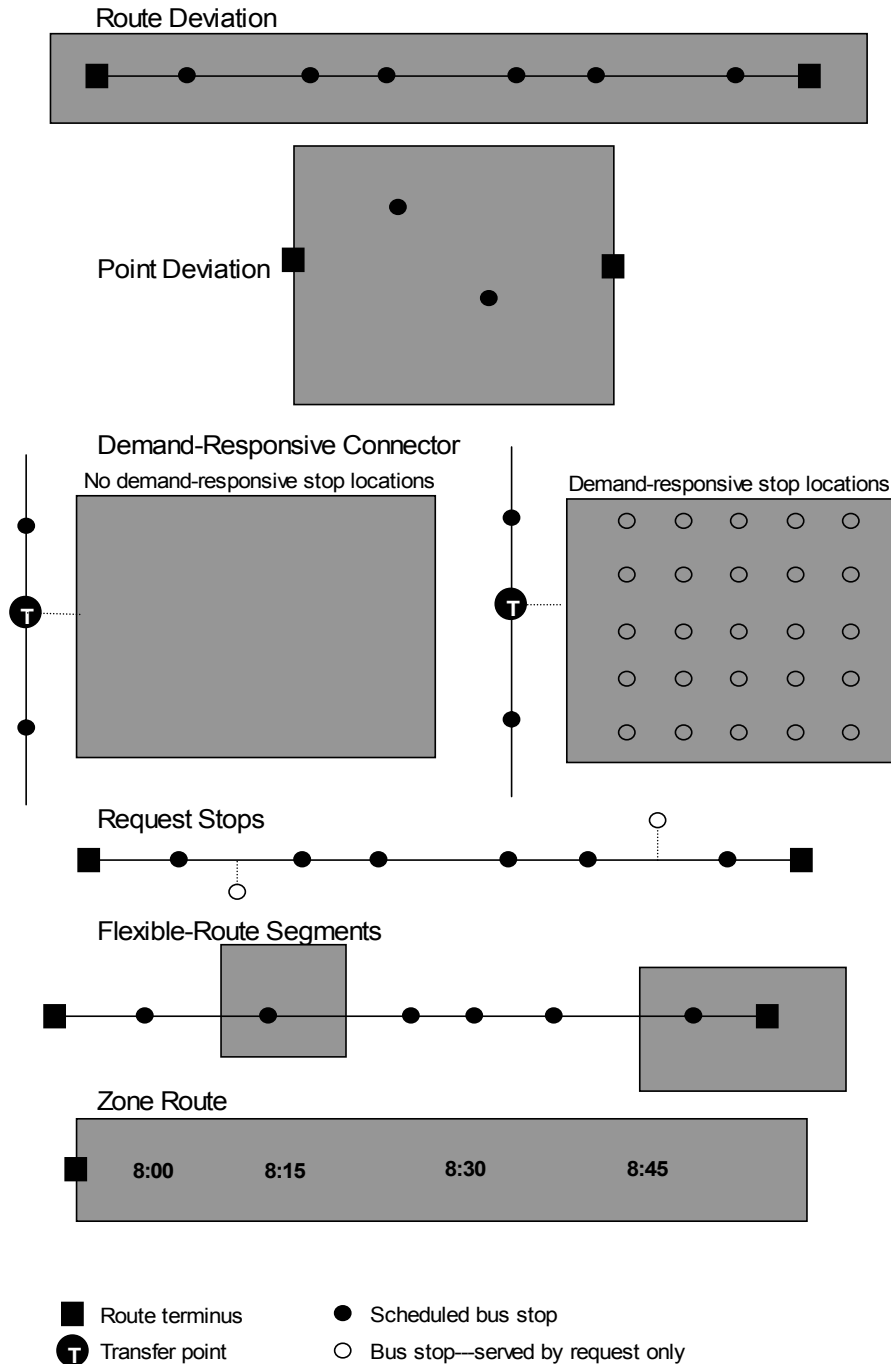 Route Deviation
Point Deviation
Demand-Responsive Connector
No demand-responsive stop locations
Demand-responsive stop locations
T
T
Request Stops
Flexible-Route Segments
Zone Route
8:00 8:15 8:30 8:45
Route terminus
Scheduled bus stop
T Transfer point
Bus stop---served by request only